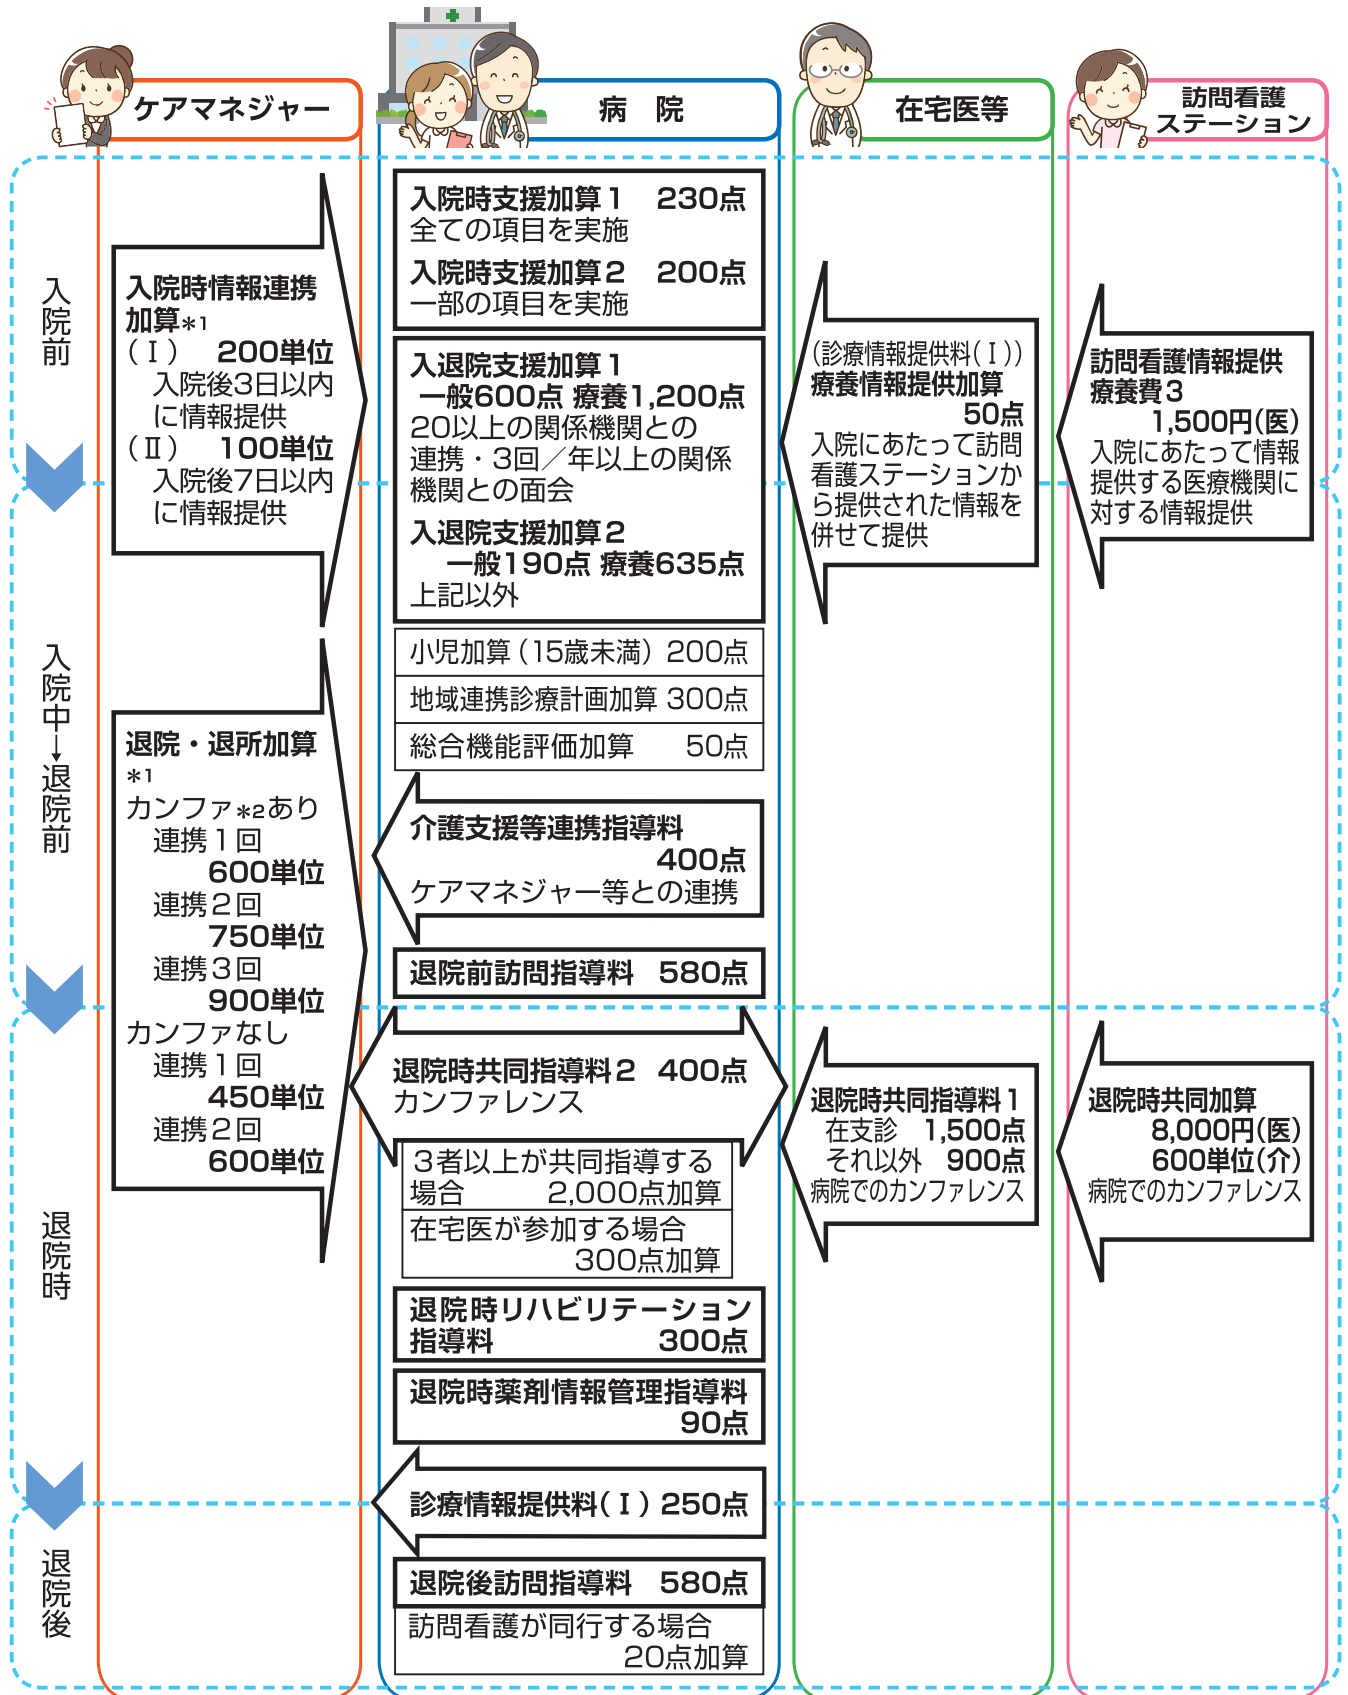 ケアマネジャー
病　院
在宅医等
訪問看護
ステーション
入院前
入院時情報連携
加算＊1
（Ⅰ）　200単位
入院後3日以内
に情報提供
（Ⅱ）　100単位
入院後7日以内
に情報提供
入院時支援加算１　230点
全ての項目を実施
入院時支援加算２　200点
一部の項目を実施
入退院支援加算１
一般600点 療養1,200点
20以上の関係機関との
連携・3回／年以上の関係
機関との面会
入退院支援加算２
一般190点 療養635点
上記以外
（診療情報提供料（Ⅰ））
療養情報提供加算
50点
入院にあたって訪問
看護ステーションか
ら提供された情報を
併せて提供
訪問看護情報提供
療養費３
1,500円（医）
入院にあたって情報
提供する医療機関に
対する情報提供
入院中→退院前
小児加算（15歳未満）200点
地域連携診療計画加算 300点
総合機能評価加算　50点
退院・退所加算
＊1
カンファ＊2あり
連携１回
600単位
連携２回
750単位
連携３回
900単位
カンファなし
連携１回
450単位
連携２回
600単位
介護支援等連携指導料
400点
ケアマネジャー等との連携
退院前訪問指導料　580点
退院時
退院時共同指導料２　400点
カンファレンス
３者以上が共同指導する
場合　2,000点加算
在宅医が参加する場合
300点加算
退院時共同指導料１
在支診　1,500点
それ以外　900点
病院でのカンファレンス
退院時共同加算
8,000円（医）
600単位（介）
病院でのカンファレンス
退院時リハビリテーション
指導料　300点
退院時薬剤情報管理指導料
90点
診療情報提供料（Ⅰ）250点
退院後
退院後訪問指導料　580点
訪問看護が同行する場合
20点加算